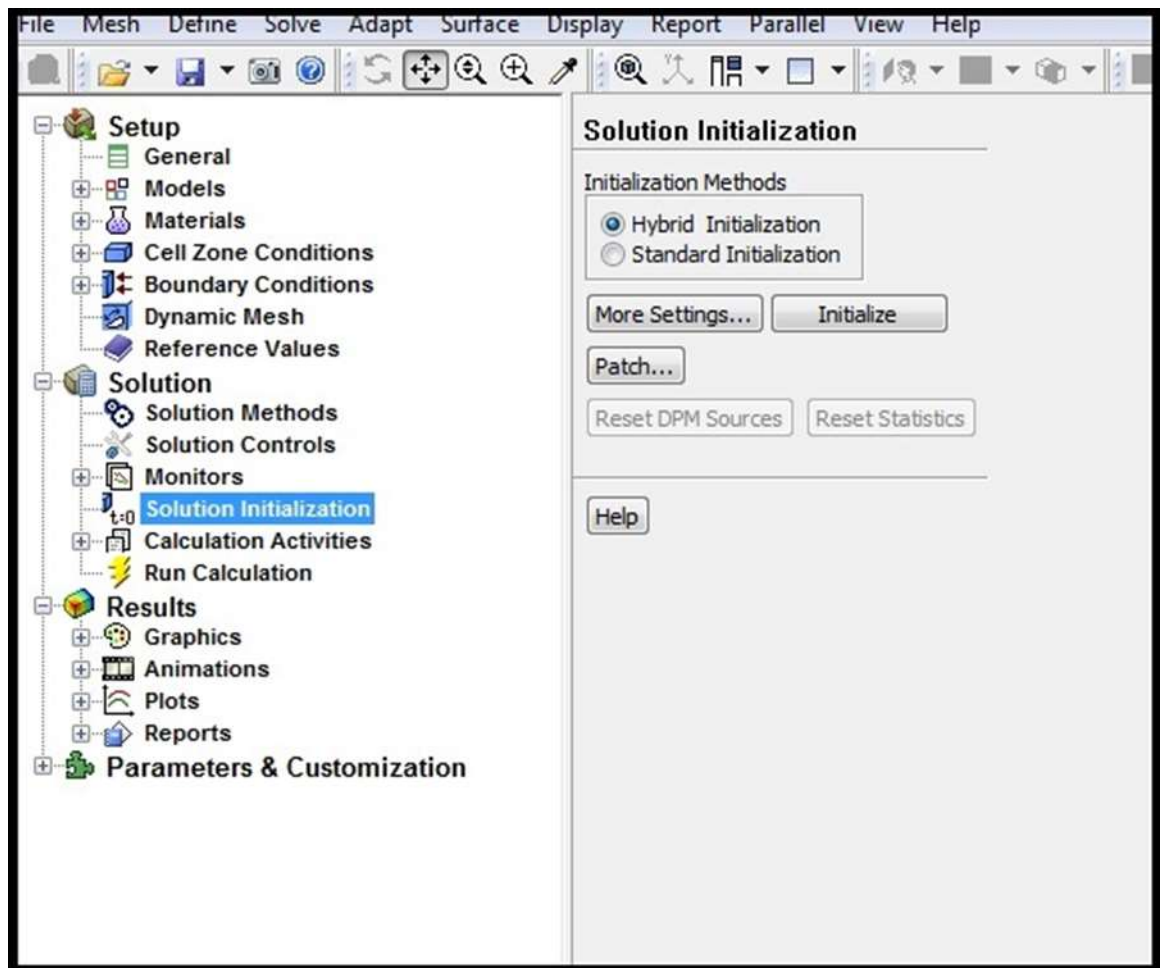 File Mesh Define Solve Adapt Surface Display Report Parallel View Help
Setup
General
Models
Materials
Cell Zone Conditions
Boundary Conditions
Dynamic Mesh
Reference Values
Solution
Solution Methods
Solution Controls
Monitors
t=0 Solution Initialization
Calculation Activities
Run Calculation
Results
Graphics
Animations
Plots
Reports
Parameters & Customization
Solution Initialization
Initialization Methods
Hybrid Initialization
Standard Initialization
More Settings... Initialize
Patch...
Reset DPM Sources Reset Statistics
Help